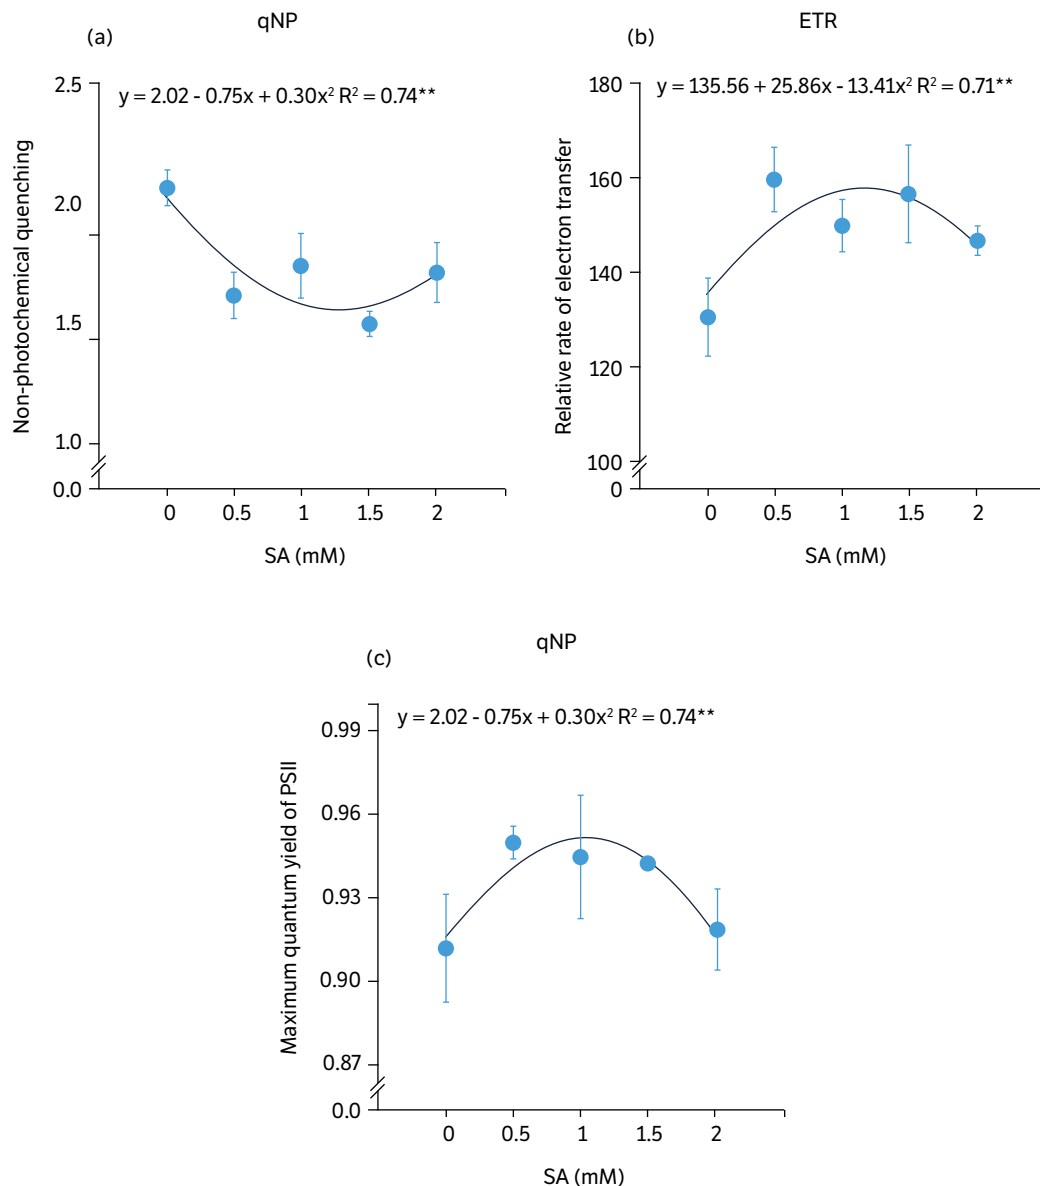 (a)
qNP
y = 2.02 - 0.75x + 0.30x² R² = 0.74**
Non-photochemical quenching
2.5
2.0
1.5
1.0
0.0
0 0.5 1 1.5 2
SA (mM)
(b)
ETR
y = 135.56 + 25.86x - 13.41x² R² = 0.71**
Relative rate of electron transfer
180
160
140
120
100
0
0 0.5 1 1.5 2
SA (mM)
(c)
qNP
y = 2.02 - 0.75x + 0.30x² R² = 0.74**
Maximum quantum yield of PSII
0.99
0.96
0.93
0.90
0.87
0.0
0 0.5 1 1.5 2
SA (mM)